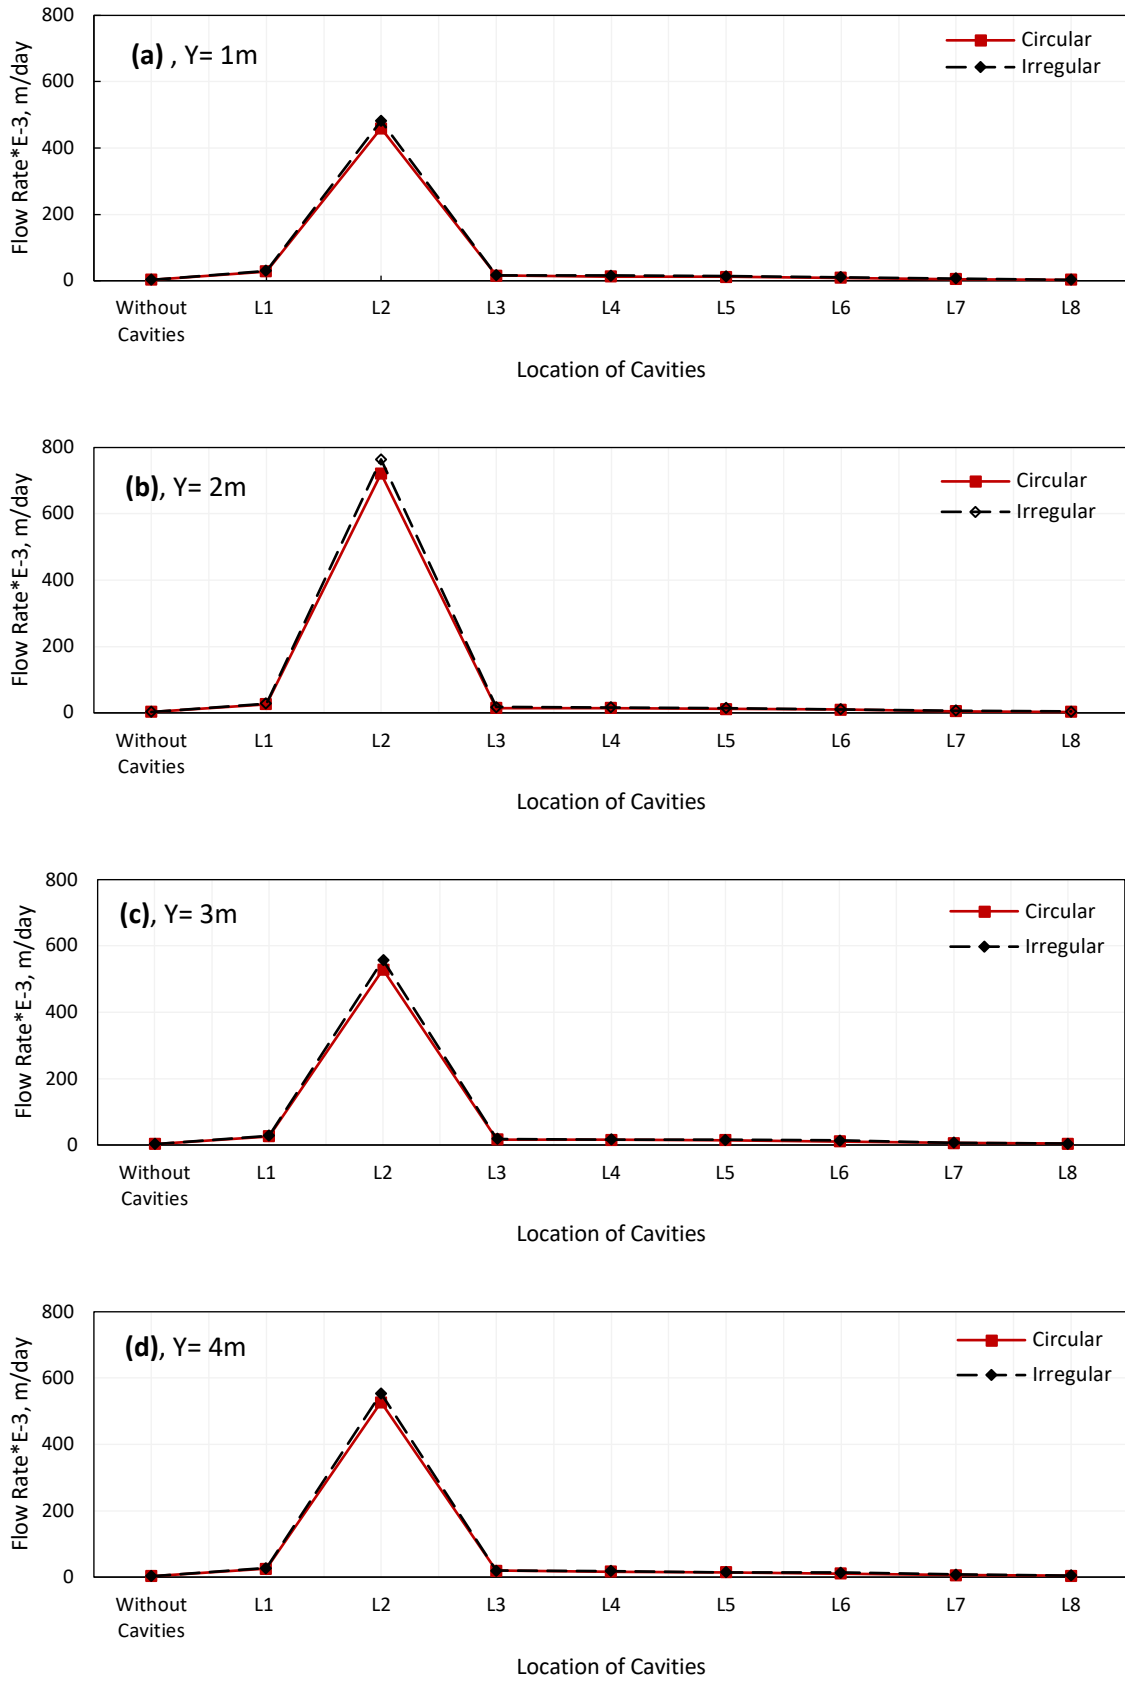 800
600
400
200
0
Flow Rate*E-3, m/day
(a) , Y= 1m
Circular
Irregular
Without Cavities
L1
L2
L3
L4
L5
L6
L7
L8
Location of Cavities
800
600
400
200
0
Flow Rate*E-3, m/day
(b), Y= 2m
Circular
Irregular
Without Cavities
L1
L2
L3
L4
L5
L6
L7
L8
Location of Cavities
800
600
400
200
0
Flow Rate*E-3, m/day
(c), Y= 3m
Circular
Irregular
Without Cavities
L1
L2
L3
L4
L5
L6
L7
L8
Location of Cavities
800
600
400
200
0
Flow Rate*E-3, m/day
(d), Y= 4m
Circular
Irregular
Without Cavities
L1
L2
L3
L4
L5
L6
L7
L8
Location of Cavities